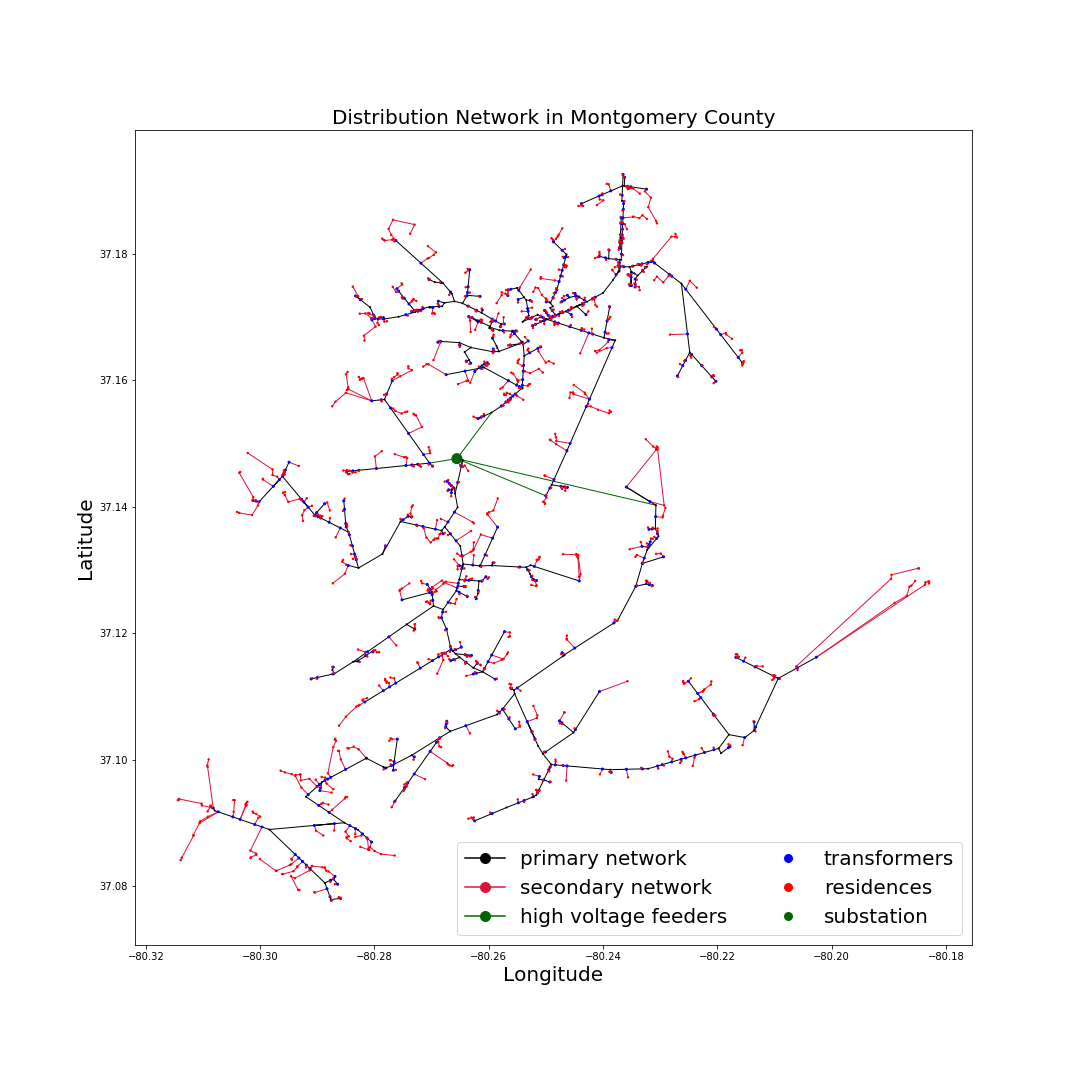 Distribution Network in Montgomery County
Latitude
37.18
37.16
37.14
37.12
37.10
37.08
primary network
secondary network
high voltage feeders
transformers
residences
substation
−80.32 −80.30 −80.28 −80.26 −80.24 −80.22 −80.20 −80.18
Longitude